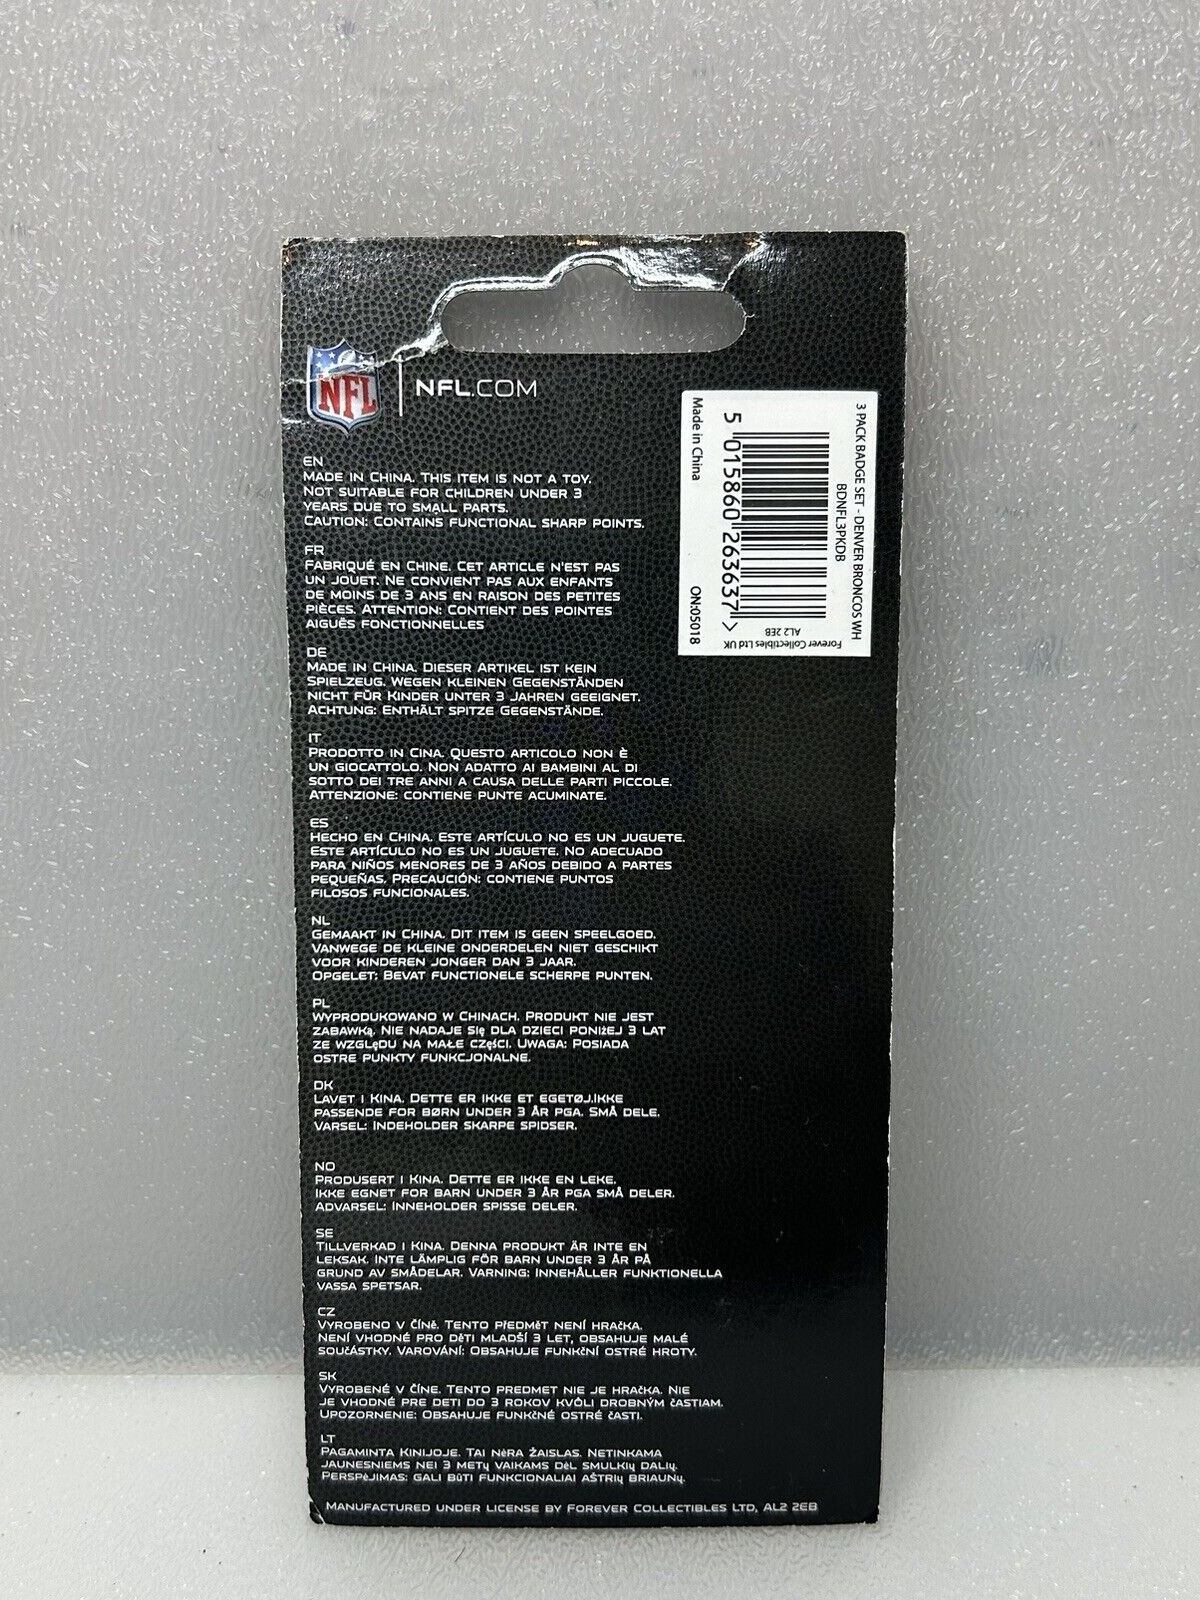 NFL
NFL.COM
3 PACK BADGE SET - DENVER BRONCOS WH
BDNFL3PKDB
5 015860 263637 >
Made in China
ON:05018
Forever Collectibles Ltd UK
AL2 2EB
EN
MADE IN CHINA. THIS ITEM IS NOT A TOY.
NOT SUITABLE FOR CHILDREN UNDER 3
YEARS DUE TO SMALL PARTS.
CAUTION: CONTAINS FUNCTIONAL SHARP POINTS.
FR
FABRIQUÉ EN CHINE. CET ARTICLE N'EST PAS
UN JOUET. NE CONVIENT PAS AUX ENFANTS
DE MOINS DE 3 ANS EN RAISON DES PETITES
PIÈCES. ATTENTION: CONTIENT DES POINTES
AIGUËS FONCTIONNELLES
DE
MADE IN CHINA. DIESER ARTIKEL IST KEIN
SPIELZEUG. WEGEN KLEINEN GEGENSTÄNDEN
NICHT FÜR KINDER UNTER 3 JAHREN GEEIGNET.
ACHTUNG: ENTHÄLT SPITZE GEGENSTÄNDE.
IT
PRODOTTO IN CINA. QUESTO ARTICOLO NON È
UN GIOCATTOLO. NON ADATTO AI BAMBINI AL DI
SOTTO DEI TRE ANNI A CAUSA DELLE PARTI PICCOLE.
ATTENZIONE: CONTIENE PUNTE ACUMINATE.
ES
HECHO EN CHINA. ESTE ARTÍCULO NO ES UN JUGUETE.
ESTE ARTÍCULO NO ES UN JUGUETE. NO ADECUADO
PARA NIÑOS MENORES DE 3 AÑOS DEBIDO A PARTES
PEQUEÑAS. PRECAUCIÓN: CONTIENE PUNTOS
FILOSOS FUNCIONALES.
NL
GEMAAKT IN CHINA. DIT ITEM IS GEEN SPEELGOED.
VANWEGE DE KLEINE ONDERDELEN NIET GESCHIKT
VOOR KINDEREN JONGER DAN 3 JAAR.
OPGELET: BEVAT FUNCTIONELE SCHERPE PUNTEN.
PL
WYPRODUKOWANO W CHINACH. PRODUKT NIE JEST
ZABAWKĄ. NIE NADAJE SIĘ DLA DZIECI PONIŻEJ 3 LAT
ZE WZGLĘDU NA MAŁE CZĘŚCI. UWAGA: POSIADA
OSTRE PUNKTY FUNKCJONALNE.
DK
LAVET I KINA. DETTE ER IKKE ET EGETØJ.IKKE
PASSENDE FOR BØRN UNDER 3 ÅR PGA. SMÅ DELE.
VARSEL: INDEHOLDER SKARPE SPIDSER.
NO
PRODUSERT I KINA. DETTE ER IKKE EN LEKE.
IKKE EGNET FOR BARN UNDER 3 ÅR PGA SMÅ DELER.
ADVARSEL: INNEHOLDER SPISSE DELER.
SE
TILLVERKAD I KINA. DENNA PRODUKT ÄR INTE EN
LEKSAK. INTE LÄMPLIG FÖR BARN UNDER 3 ÅR PÅ
GRUND AV SMÅDELAR. VARNING: INNEHÅLLER FUNKTIONELLA
VASSA SPETSAR.
CZ
VYROBENO V ČÍNĚ. TENTO PŘEDMĚT NENÍ HRAČKA.
NENÍ VHODNÉ PRO DĚTI MLADŠÍ 3 LET, OBSAHUJE MALÉ
SOUČÁSTKY. VAROVÁNÍ: OBSAHUJE FUNKČNÍ OSTRÉ HROTY.
SK
VYROBENÉ V ČÍNE. TENTO PREDMET NIE JE HRAČKA. NIE
JE VHODNÉ PRE DETI DO 3 ROKOV KVÔLI DROBNÝM ČASTIAM.
UPOZORNENIE: OBSAHUJE FUNKČNÉ OSTRÉ ČASTI.
LT
PAGAMINTA KINIJOJE. TAI NĖRA ŽAISLAS. NETINKAMA
JAUNESNIEMS NEI 3 METŲ VAIKAMS DĖL SMULKIŲ DALIŲ.
PERSPĖJIMAS: GALI BŪTI FUNKCIONALIAI AŠTRIŲ BRIAUNŲ.
MANUFACTURED UNDER LICENSE BY FOREVER COLLECTIBLES LTD, AL2 2EB